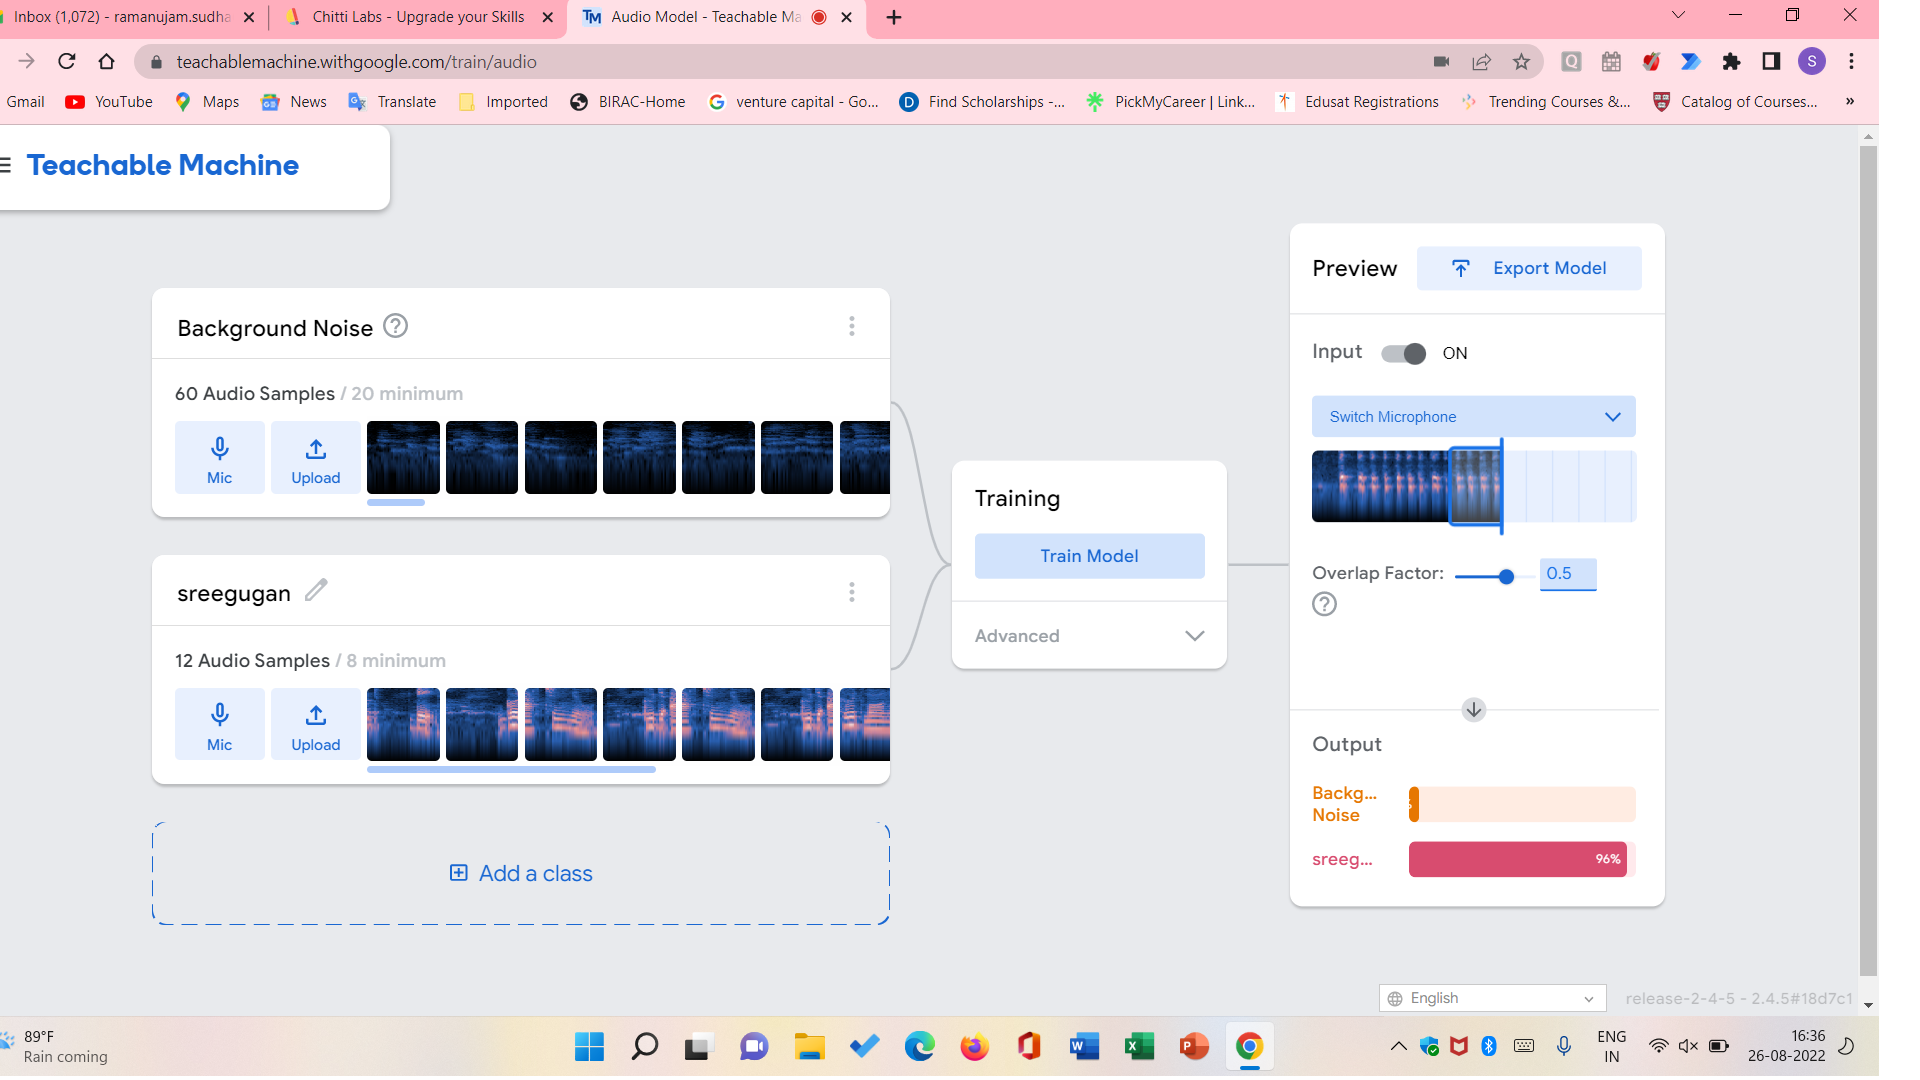 Inbox (1,072) - ramanujam.sudha
Chitti Labs - Upgrade your Skills
TM
Audio Model - Teachable Ma
teachablemachine.withgoogle.com/train/audio
Q
S
Gmail
YouTube
Maps
News
Translate
Imported
BIRAC-Home
G
venture capital - Go...
D
Find Scholarships -...
PickMyCareer | Link...
Edusat Registrations
Trending Courses &...
Catalog of Courses...
»
Teachable Machine
Preview
Export Model
Background Noise ?
Input
ON
60 Audio Samples / 20 minimum
Switch Microphone
Mic
Upload
Training
Train Model
Overlap Factor:
0.5
?
sreegugan
Advanced
12 Audio Samples / 8 minimum
Mic
Upload
Output
Backg...
Noise
sreeg...
96%
Add a class
English
release-2-4-5 - 2.4.5#18d7c1
89°F
Rain coming
W
X
P
ENG
IN
16:36
26-08-2022